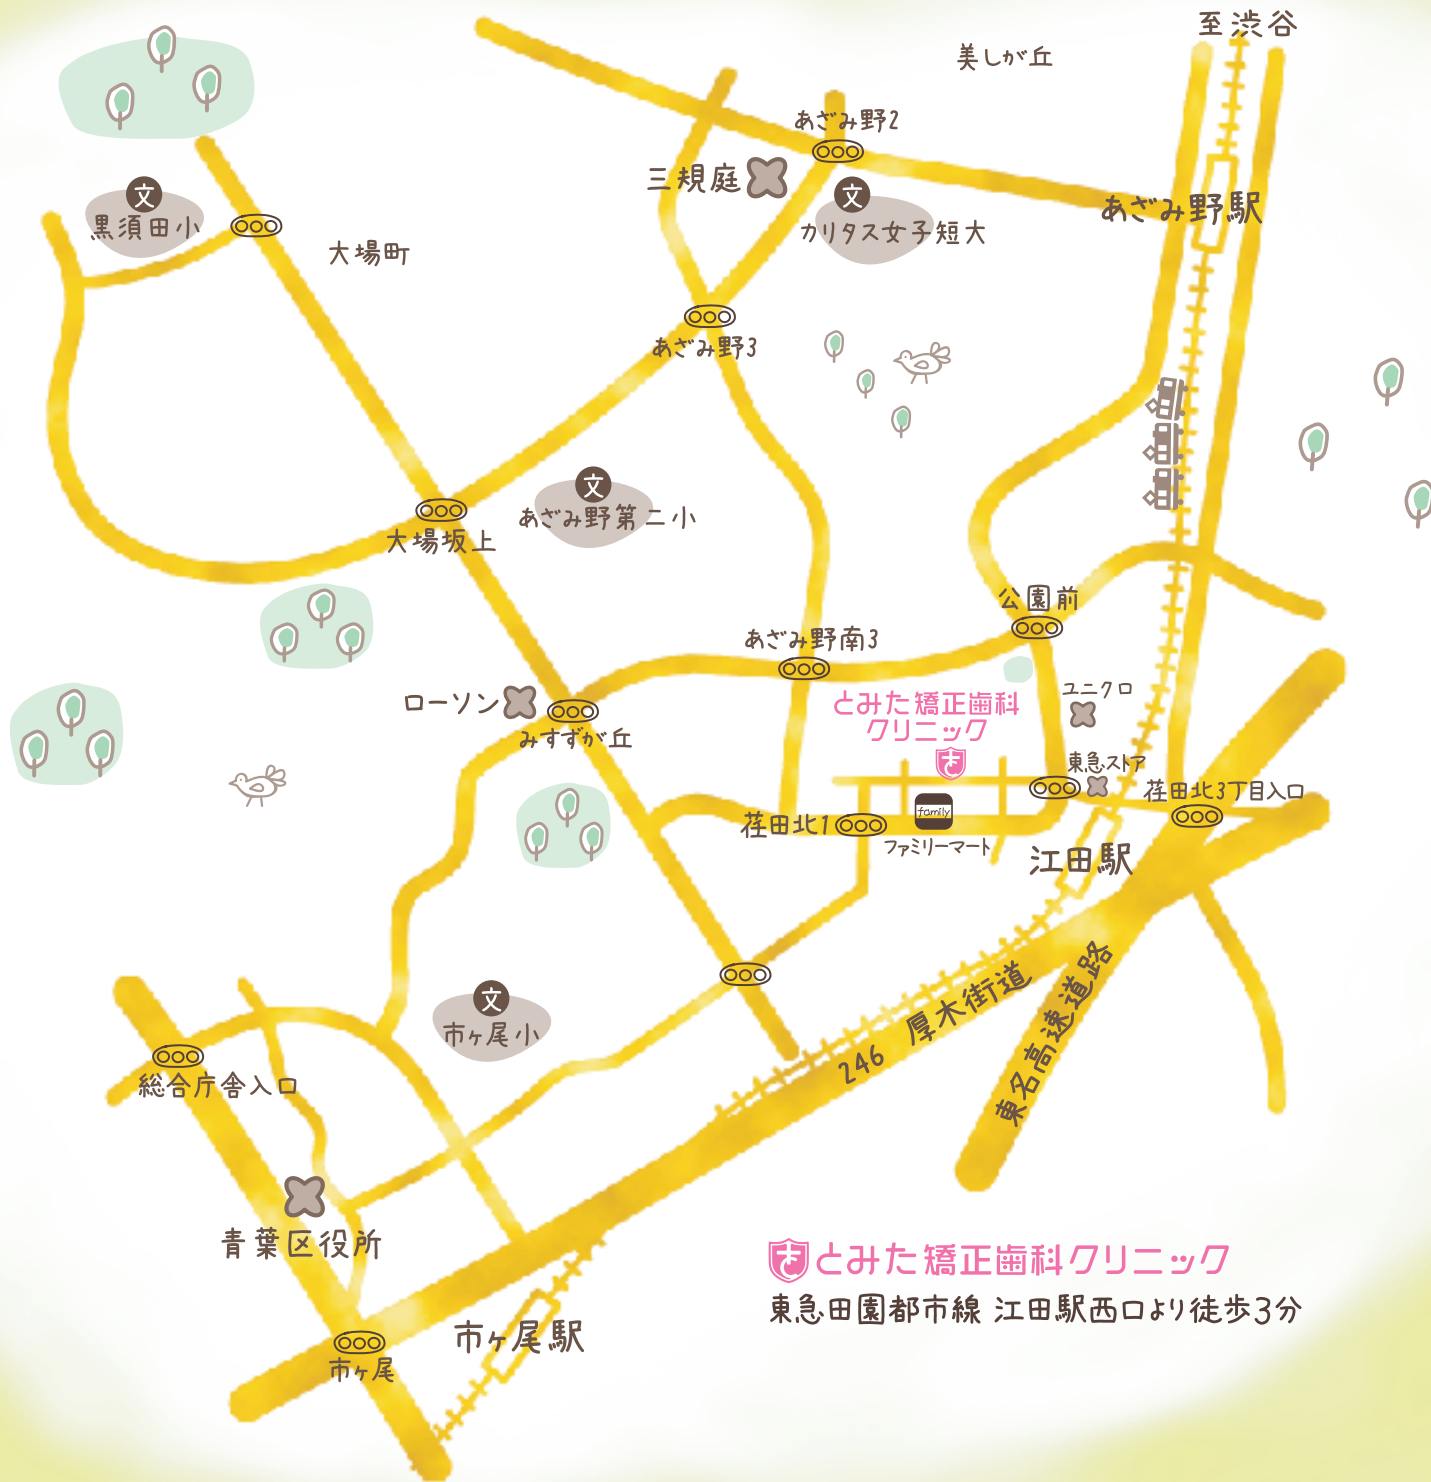 至渋谷
美しが丘
あざみ野2
三規庭
文
カリタス女子短大
あざみ野駅
文
黒須田小
大場町
あざみ野3
文
あざみ野第二小
大場坂上
公園前
あざみ野南3
ユニクロ
ローソン
とみた矯正歯科
クリニック
みすずが丘
東急ストア
荏田北3丁目入口
family
荏田北1
ファミリーマート
江田駅
246 厚木街道
東名高速道路
文
市ヶ尾小
総合庁舎入口
青葉区役所
とみた矯正歯科クリニック
東急田園都市線 江田駅西口より徒歩3分
市ヶ尾駅
市ヶ尾